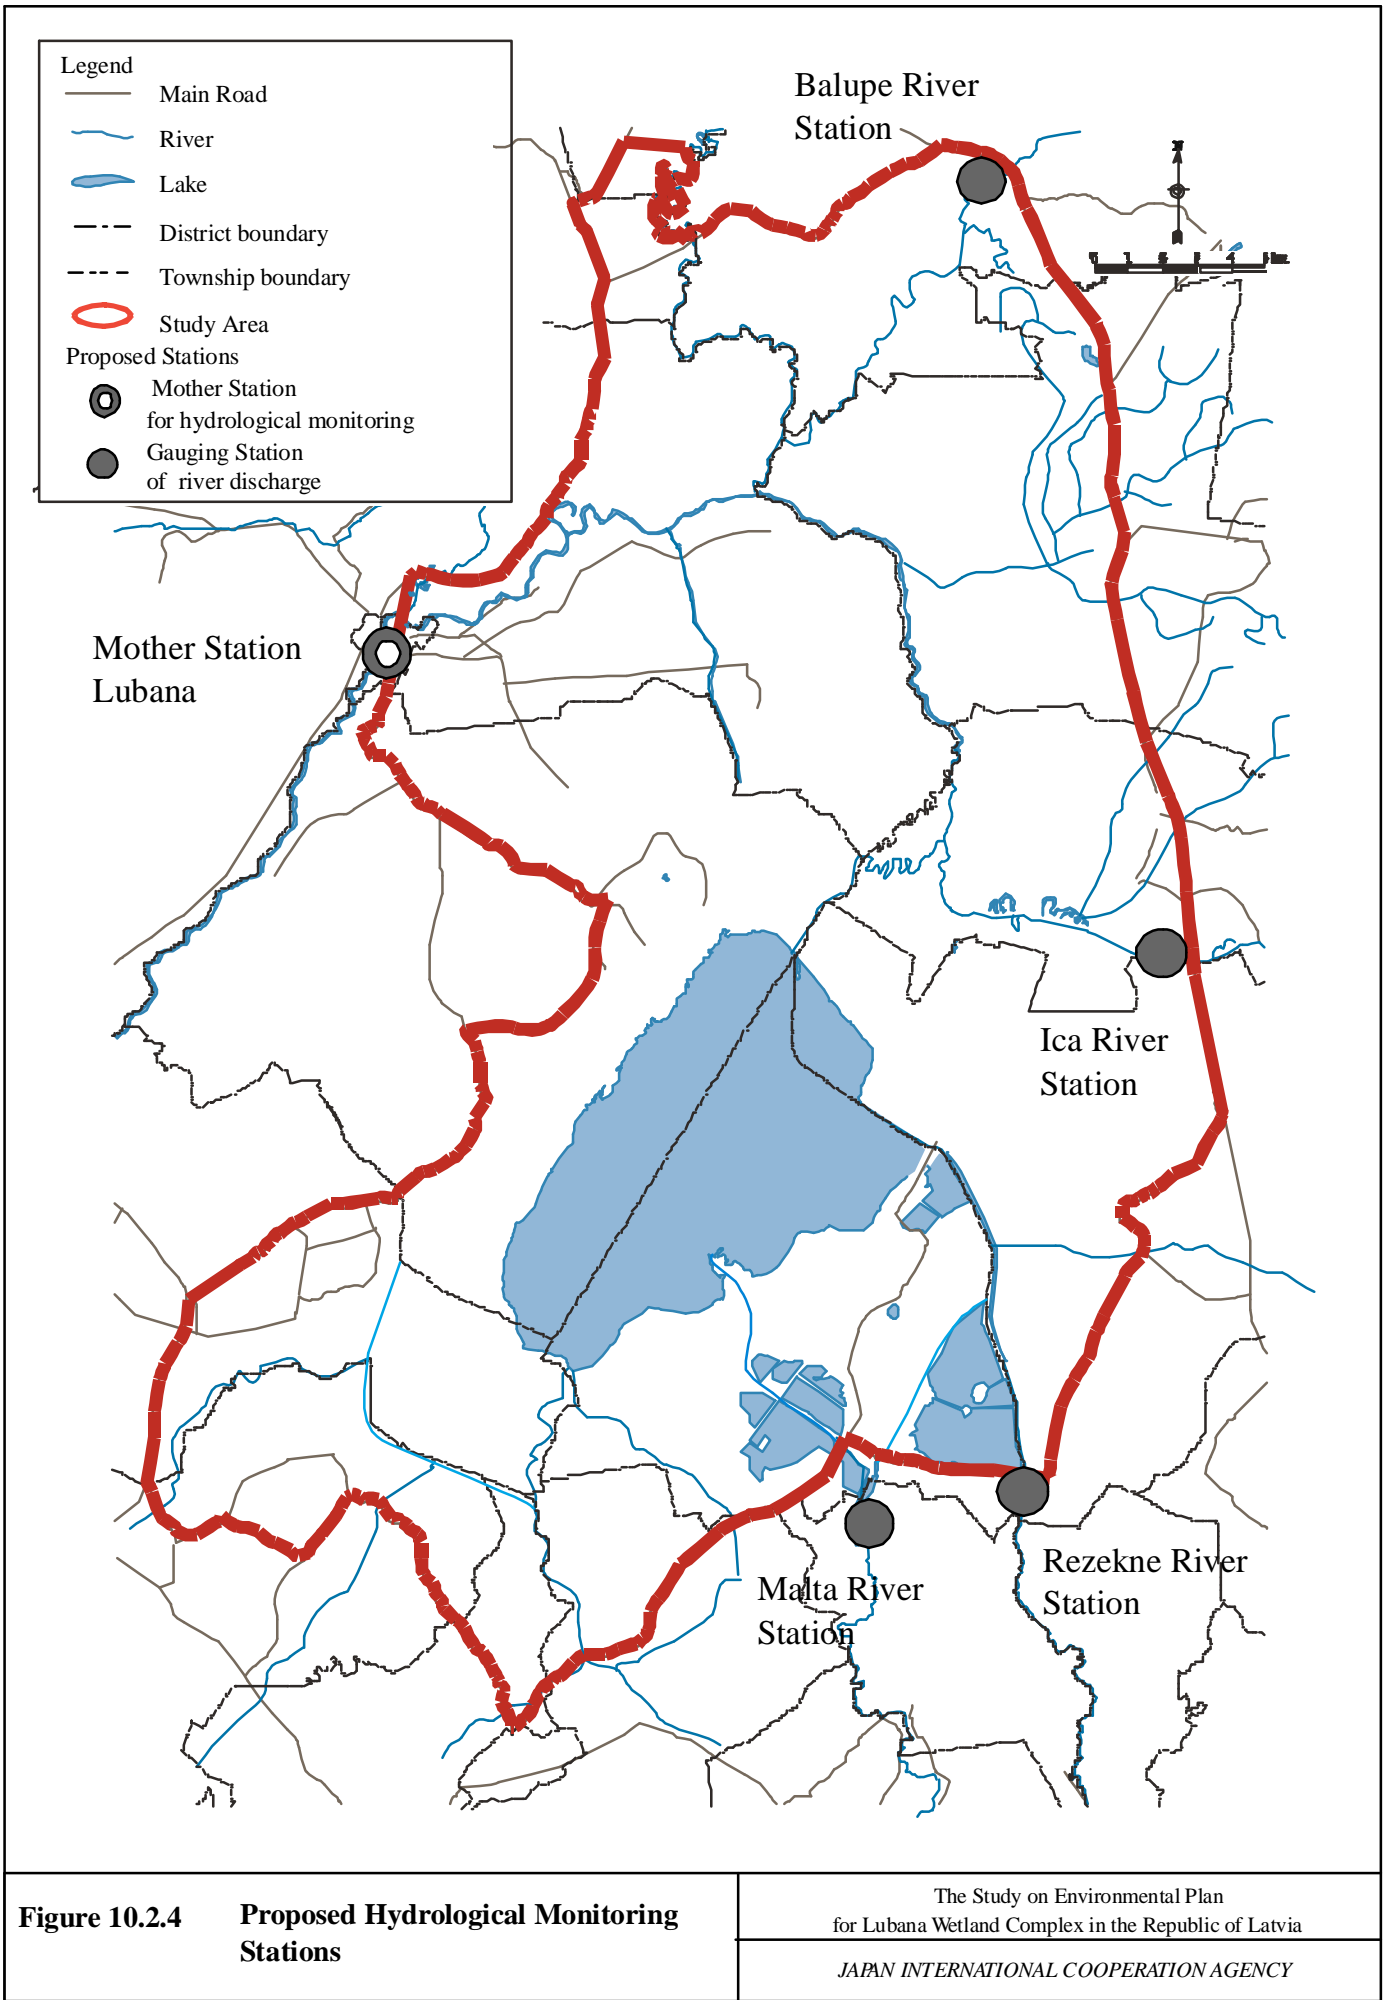 Legend
Main Road
River
Lake
District boundary
Township boundary
Study Area
Proposed Stations
Mother Station
for hydrological monitoring
Gauging Station
of river discharge
Balupe River
Station
Mother Station
Lubana
Ica River
Station
Malta River
Station
Rezekne River
Station
Figure 10.2.4
Proposed Hydrological Monitoring
Stations
The Study on Environmental Plan
for Lubana Wetland Complex in the Republic of Latvia
JAPAN INTERNATIONAL COOPERATION AGENCY